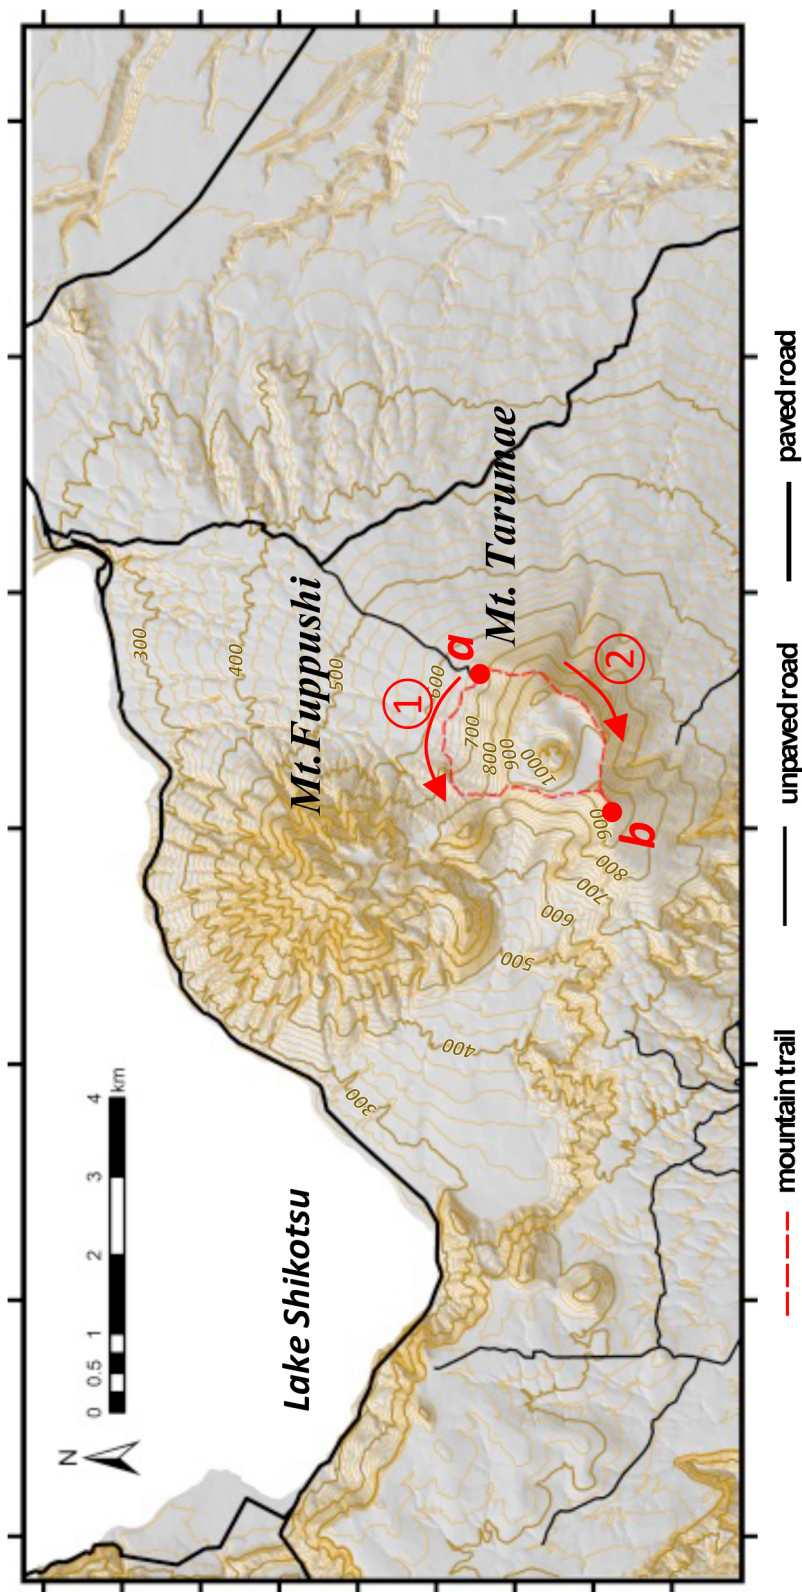 N
0 0.5 1 2 3 4
km
Lake Shikotsu
Mt.Fuppushi
Mt. Tarumae
300
400
500
600
700
800
900
1000
300
400
500
600
700
800
900
①
②
a
b
mountain trail
unpaved road
paved road